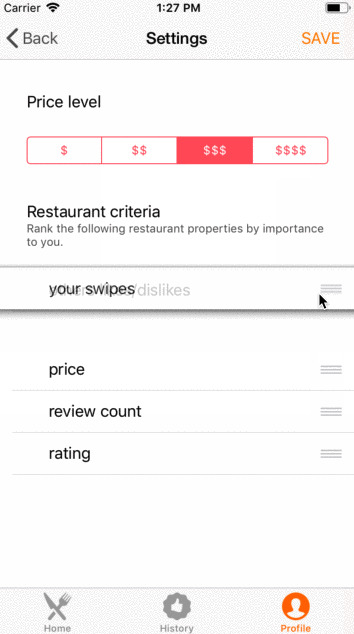 Carrier 1:27 PM
Back Settings SAVE
Price level
$ $$ $$$ $$$$
Restaurant criteria
Rank the following restaurant properties by importance
to you.
your swipes
/dislikes
price
review count
rating
Home History Profile